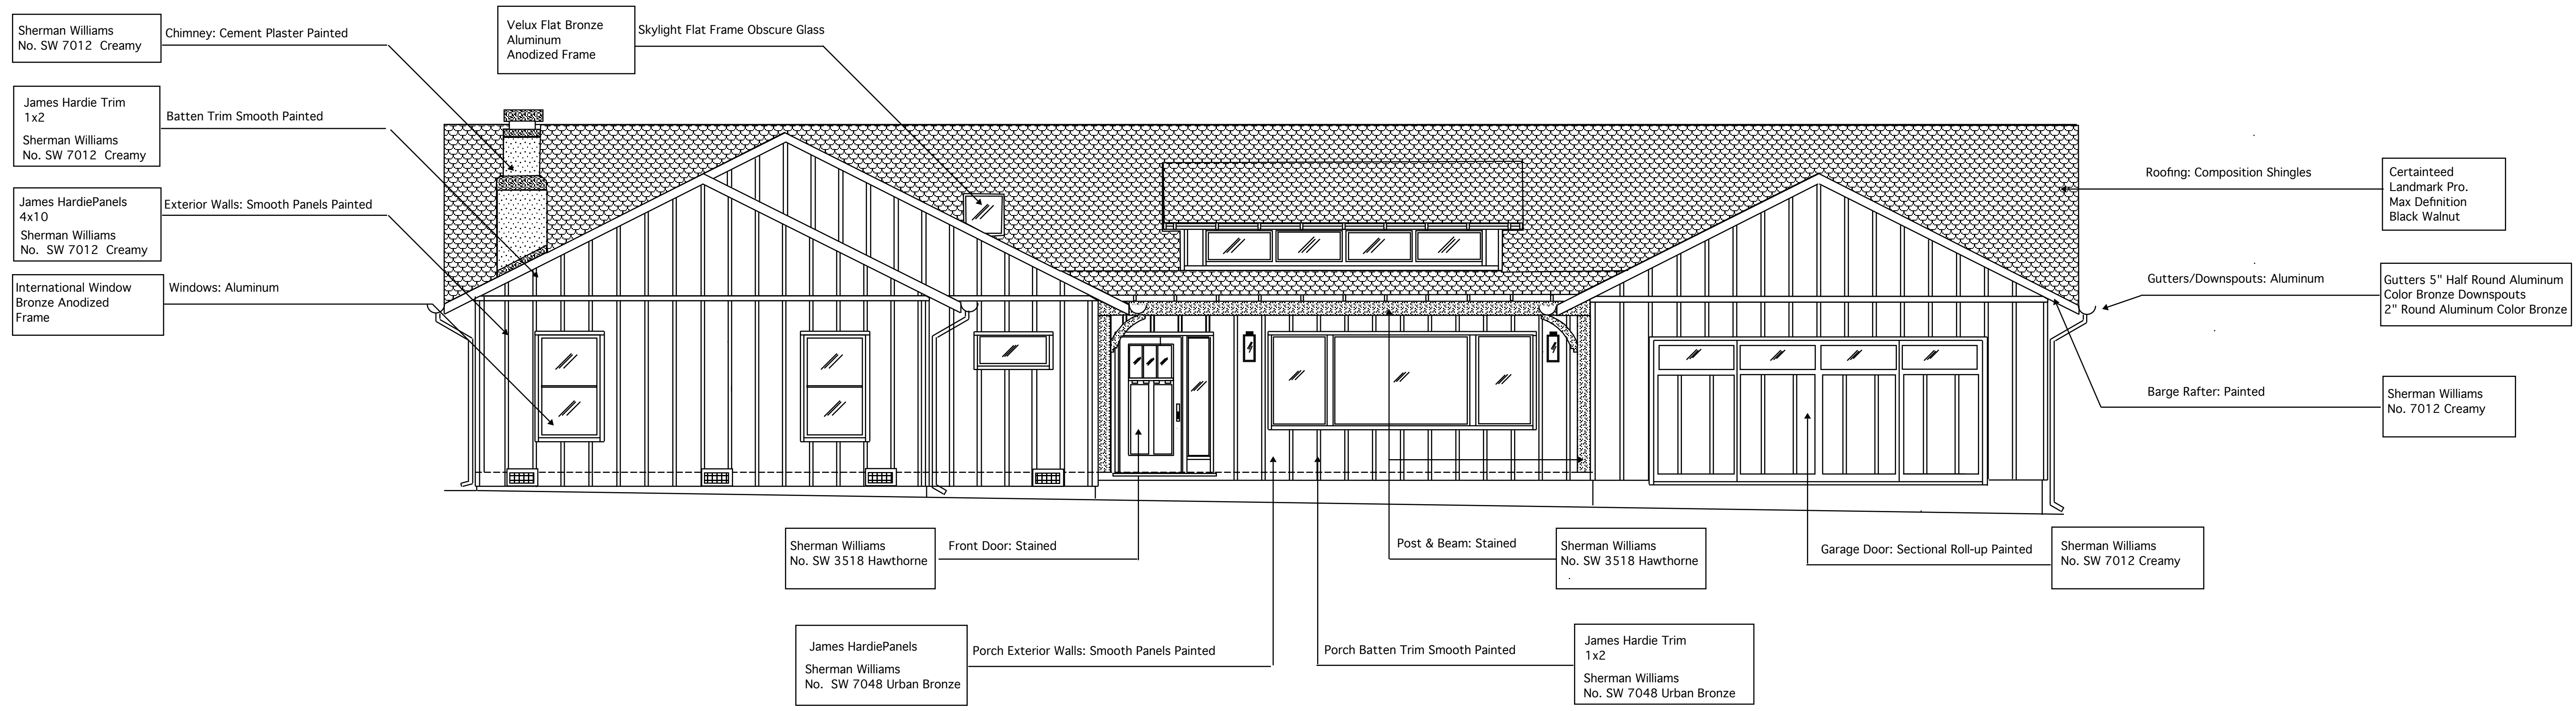 Sherman Williams
No. SW 7012  Creamy
Chimney: Cement Plaster Painted
Velux Flat Bronze
Aluminum
Anodized Frame
Skylight Flat Frame Obscure Glass
James Hardie Trim
1x2
Sherman Williams
No. SW 7012  Creamy
Batten Trim Smooth Painted
James HardiePanels
4x10
Sherman Williams
No.  SW 7012  Creamy
Exterior Walls: Smooth Panels Painted
International Window
Bronze Anodized
Frame
Windows: Aluminum
Roofing: Composition Shingles
Certainteed
Landmark Pro.
Max Definition
Black Walnut
Gutters/Downspouts: Aluminum
Gutters 5" Half Round Aluminum
Color Bronze Downspouts
2" Round Aluminum Color Bronze
Barge Rafter: Painted
Sherman Williams
No. 7012 Creamy
Sherman Williams
No. SW 3518 Hawthorne
Front Door: Stained
Post & Beam: Stained
Sherman Williams
No. SW 3518 Hawthorne
Garage Door: Sectional Roll-up Painted
Sherman Williams
No. SW 7012 Creamy
James HardiePanels
Sherman Williams
No.  SW 7048 Urban Bronze
Porch Exterior Walls: Smooth Panels Painted
Porch Batten Trim Smooth Painted
James Hardie Trim
1x2
Sherman Williams
No. SW 7048 Urban Bronze